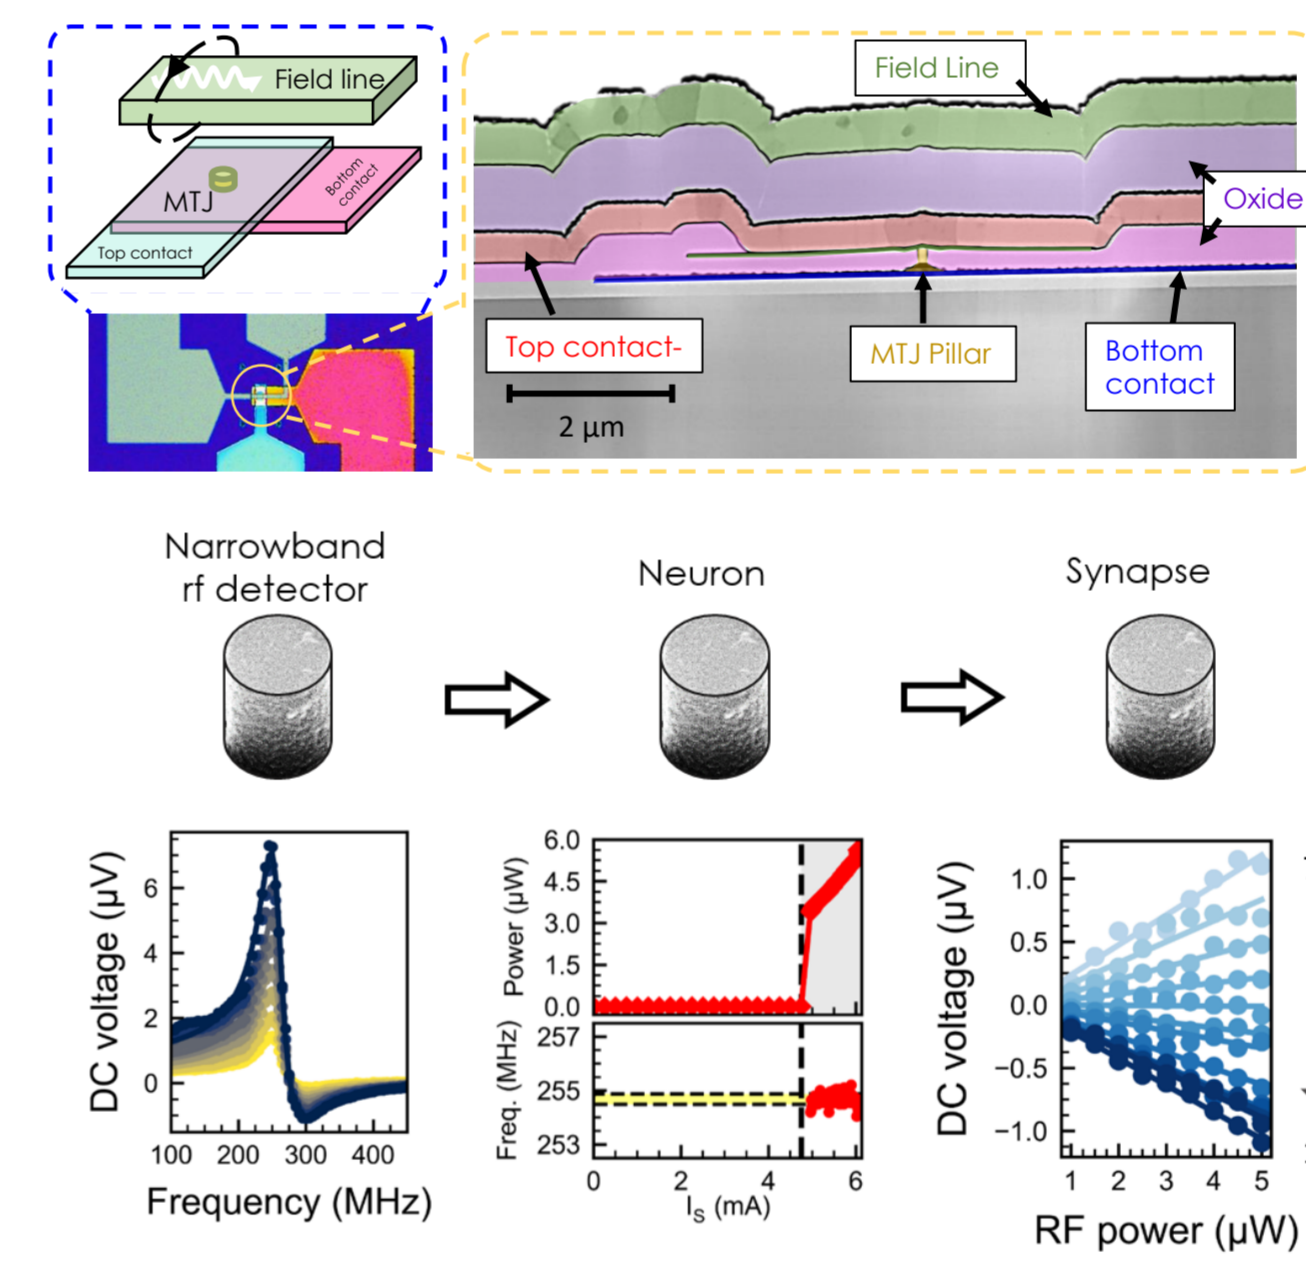 Field line
MTJ
Bottom
contact
Top contact
Field Line
Oxide
Top contact-
MTJ Pillar
Bottom
contact
2 μm
Narrowband
rf detector
Neuron
Synapse
DC voltage (μV)
6
4
2
0
100 200 300 400
Frequency (MHz)
Power (μW)
6.0
4.5
3.0
1.5
0.0
Freq. (MHz)
257
255
253
0 2 4 6
IS (mA)
DC voltage (μV)
1.0
0.5
0.0
−0.5
−1.0
1 2 3 4 5
RF power (μW)